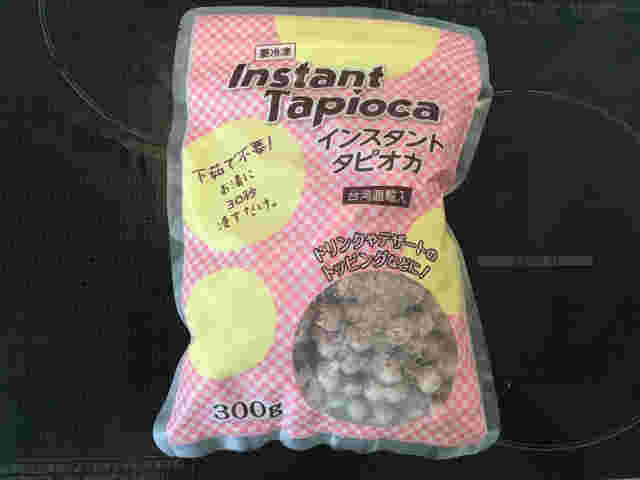 要冷凍
Instant
Tapioca
インスタント
タピオカ
下茹で不要!
お湯に
30秒
浸すだけ。
台湾直輸入
ドリンクやデザートの
トッピングなどに!
300g